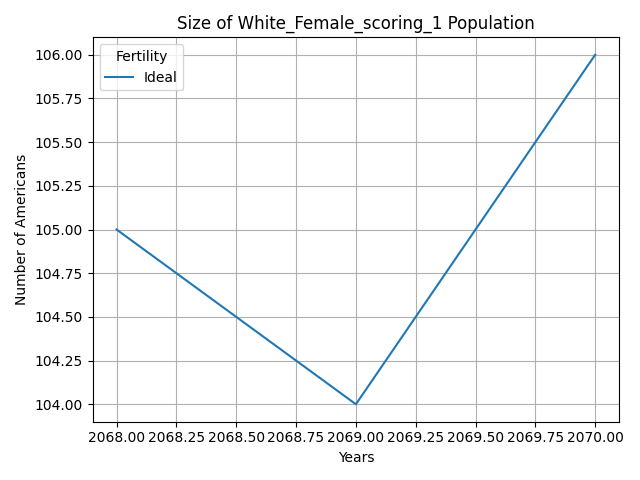 Size of White_Female_scoring_1 Population
Fertility
Ideal
106.00
105.75
105.50
105.25
105.00
104.75
104.50
104.25
104.00
Number of Americans
2068.00 2068.25 2068.50 2068.75 2069.00 2069.25 2069.50 2069.75 2070.00
Years